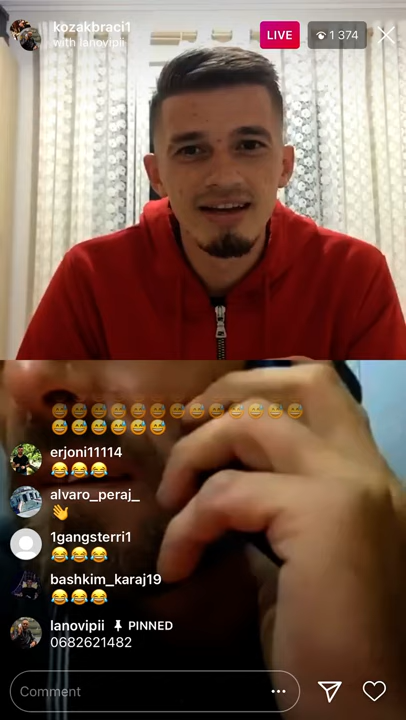 kozakbraci1
with lanovipii
LIVE
1 374
😅😅😅😅😅😅😅😅😅😅😅😅😅
😅😅😅😅😅😅
erjoni11114
😂😂😂
alvaro_peraj_
👋
1gangsterri1
😂😂😂
bashkim_karaj19
😂😂😂
lanovipii PINNED
0682621482
Comment